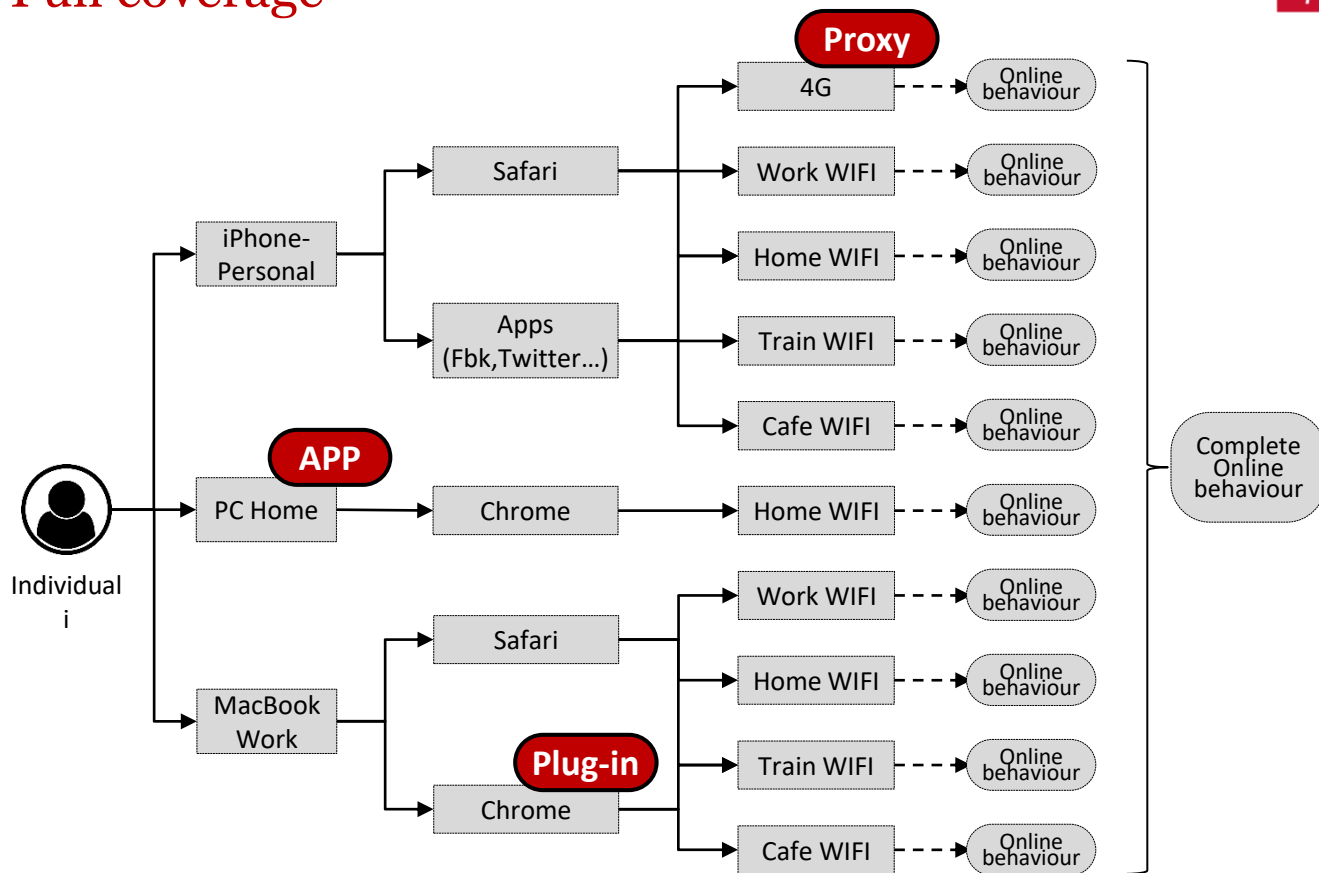 Full coverage
Proxy
4G
Online
behaviour
Safari
Work WIFI
Online
behaviour
iPhone-
Personal
Home WIFI
Online
behaviour
Apps
(Fbk,Twitter...)
Train WIFI
Online
behaviour
Cafe WIFI
Online
behaviour
Complete
Online
behaviour
APP
PC Home
Chrome
Home WIFI
Online
behaviour
Individual
i
Work WIFI
Online
behaviour
Safari
Home WIFI
Online
behaviour
MacBook
Work
Plug-in
Train WIFI
Online
behaviour
Chrome
Cafe WIFI
Online
behaviour